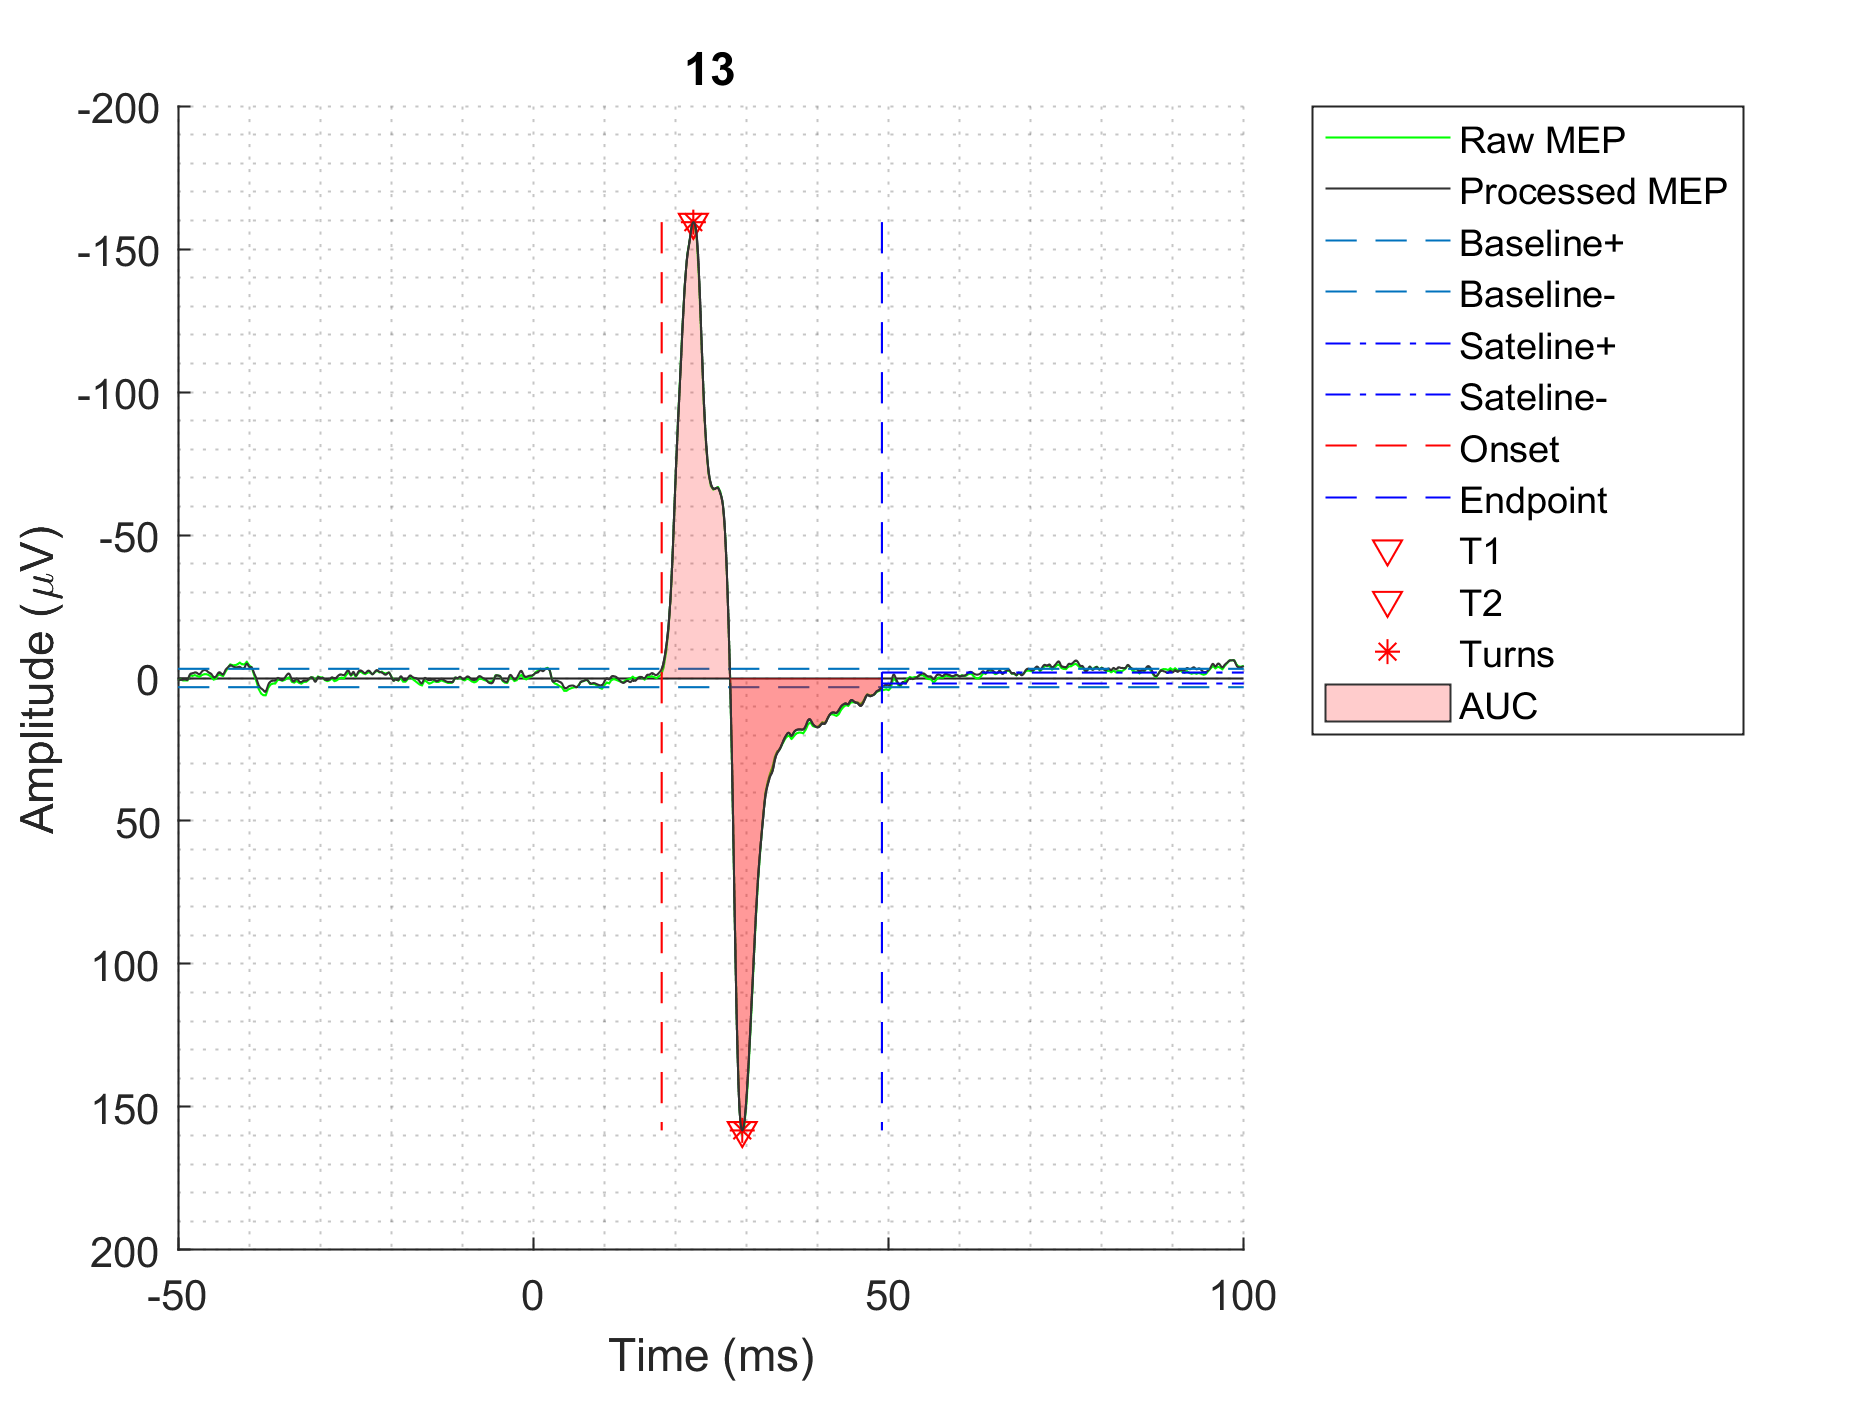 13
-200
-150
-100
-50
0
50
100
150
200
-50
0
50
100
Amplitude (μV)
Time (ms)
Raw MEP
Processed MEP
Baseline+
Baseline-
Sateline+
Sateline-
Onset
Endpoint
T1
T2
Turns
AUC